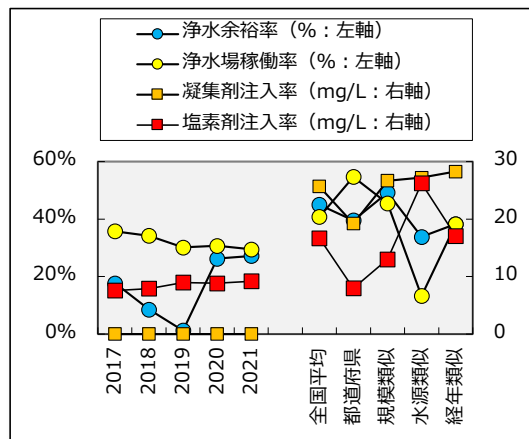 浄水余裕率（%：左軸）
浄水場稼働率（%：左軸）
凝集剤注入率（mg/L：右軸）
塩素剤注入率（mg/L：右軸）
60%
40%
20%
0%
30
20
10
0
2017
2018
2019
2020
2021
全国平均
都道府県
規模類似
水源類似
経年類似